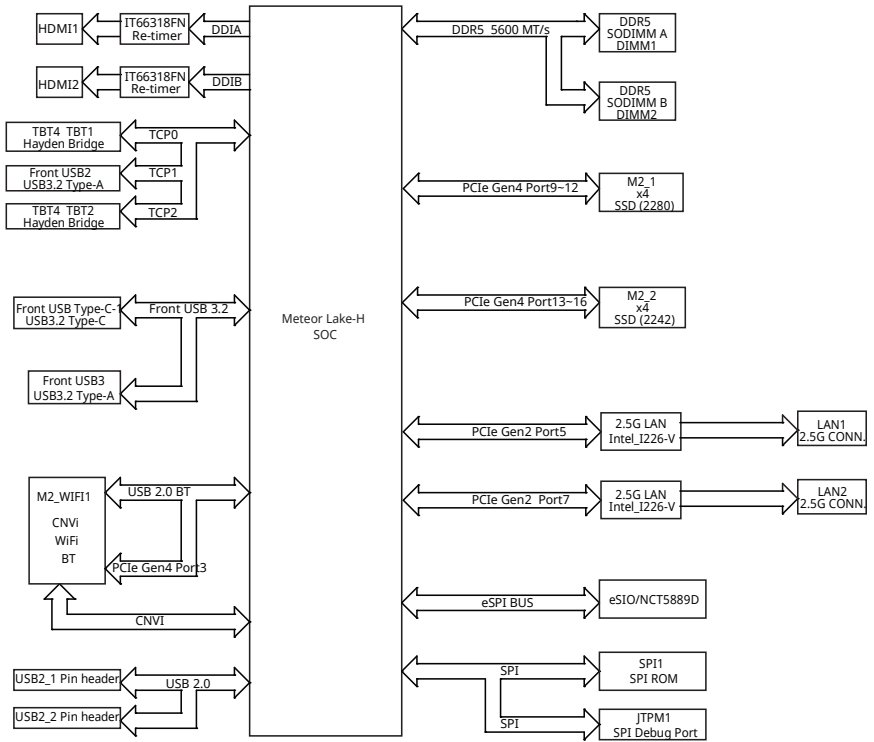 HDMI1
IT66318FN
Re-timer
DDIA
HDMI2
IT66318FN
Re-timer
DDIB
TBT4 TBT1
Hayden Bridge
TCP0
Front USB2
USB3.2 Type-A
TCP1
TBT4 TBT2
Hayden Bridge
TCP2
Front USB Type-C-1
USB3.2 Type-C
Front USB 3.2
Front USB3
USB3.2 Type-A
M2_WIFI1
CNVi
WiFi
BT
USB 2.0 BT
PCIe Gen4 Port3
CNVI
USB2_1 Pin header
USB 2.0
USB2_2 Pin header
Meteor Lake-H
SOC
DDR5 5600 MT/s
DDR5
SODIMM A
DIMM1
DDR5
SODIMM B
DIMM2
PCIe Gen4 Port9~12
M2_1
x4
SSD (2280)
PCIe Gen4 Port13~16
M2_2
x4
SSD (2242)
PCIe Gen2 Port5
2.5G LAN
Intel_I226-V
LAN1
2.5G CONN.
PCIe Gen2 Port7
2.5G LAN
Intel_I226-V
LAN2
2.5G CONN.
eSPI BUS
eSIO/NCT5889D
SPI
SPI1
SPI ROM
SPI
JTPM1
SPI Debug Port